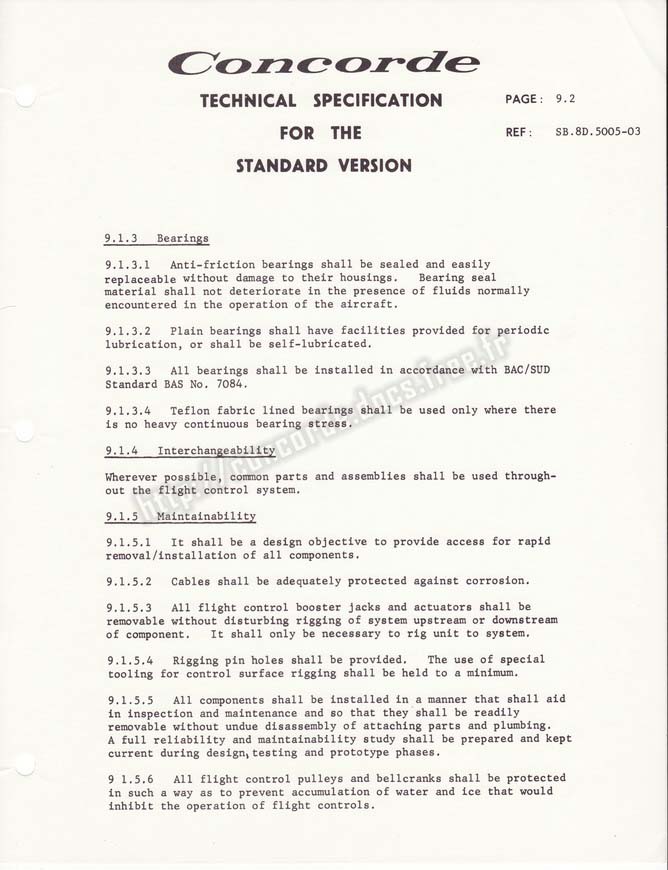 Concorde
TECHNICAL SPECIFICATION
FOR THE
STANDARD VERSION
PAGE: 9.2
REF: SB.8D.5005-03
9.1.3 Bearings
9.1.3.1 Anti-friction bearings shall be sealed and easily
replaceable without damage to their housings. Bearing seal
material shall not deteriorate in the presence of fluids normally
encountered in the operation of the aircraft.
9.1.3.2 Plain bearings shall have facilities provided for periodic
lubrication, or shall be self-lubricated.
9.1.3.3 All bearings shall be installed in accordance with BAC/SUD
Standard BAS No. 7084.
9.1.3.4 Teflon fabric lined bearings shall be used only where there
is no heavy continuous bearing stress.
9.1.4 Interchangeability
Wherever possible, common parts and assemblies shall be used through-
out the flight control system.
9.1.5 Maintainability
9.1.5.1 It shall be a design objective to provide access for rapid
removal/installation of all components.
9.1.5.2 Cables shall be adequately protected against corrosion.
9.1.5.3 All flight control booster jacks and actuators shall be
removable without disturbing rigging of system upstream or downstream
of component. It shall only be necessary to rig unit to system.
9.1.5.4 Rigging pin holes shall be provided. The use of special
tooling for control surface rigging shall be held to a minimum.
9.1.5.5 All components shall be installed in a manner that shall aid
in inspection and maintenance and so that they shall be readily
removable without undue disassembly of attaching parts and plumbing.
A full reliability and maintainability study shall be prepared and kept
current during design, testing and prototype phases.
9 1.5.6 All flight control pulleys and bellcranks shall be protected
in such a way as to prevent accumulation of water and ice that would
inhibit the operation of flight controls.
http://concorde.docs.free.fr